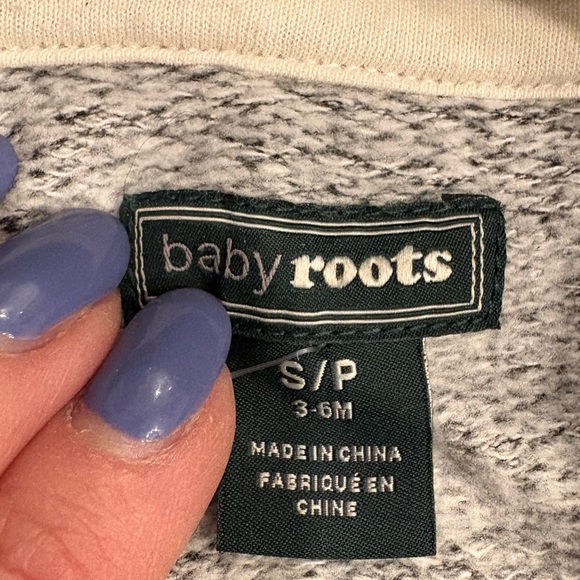 baby roots
S/P
3-6M
MADE IN CHINA
FABRIQUÉ EN
CHINE